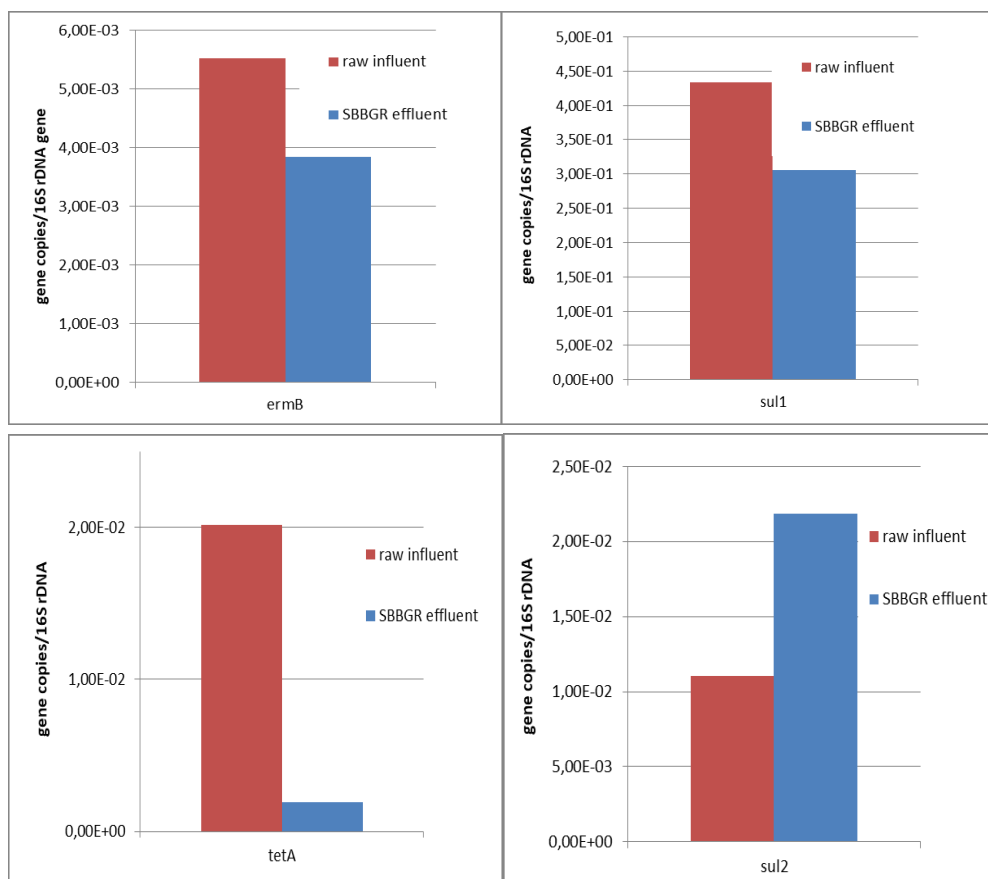 gene copies/16S rDNA gene
6,00E-03
5,00E-03
4,00E-03
3,00E-03
2,00E-03
1,00E-03
0,00E+00
raw influent
SBBGR effluent
ermB
gene copies/16S rDNA
5,00E-01
4,50E-01
4,00E-01
3,50E-01
3,00E-01
2,50E-01
2,00E-01
1,50E-01
1,00E-01
5,00E-02
0,00E+00
raw influent
SBBGR effluent
sul1
gene copies/16S rDNA
2,00E-02
1,00E-02
0,00E+00
raw influent
SBBGR effluent
tetA
gene copies/16S rDNA
2,50E-02
2,00E-02
1,50E-02
1,00E-02
5,00E-03
0,00E+00
raw influent
SBBGR effluent
sul2